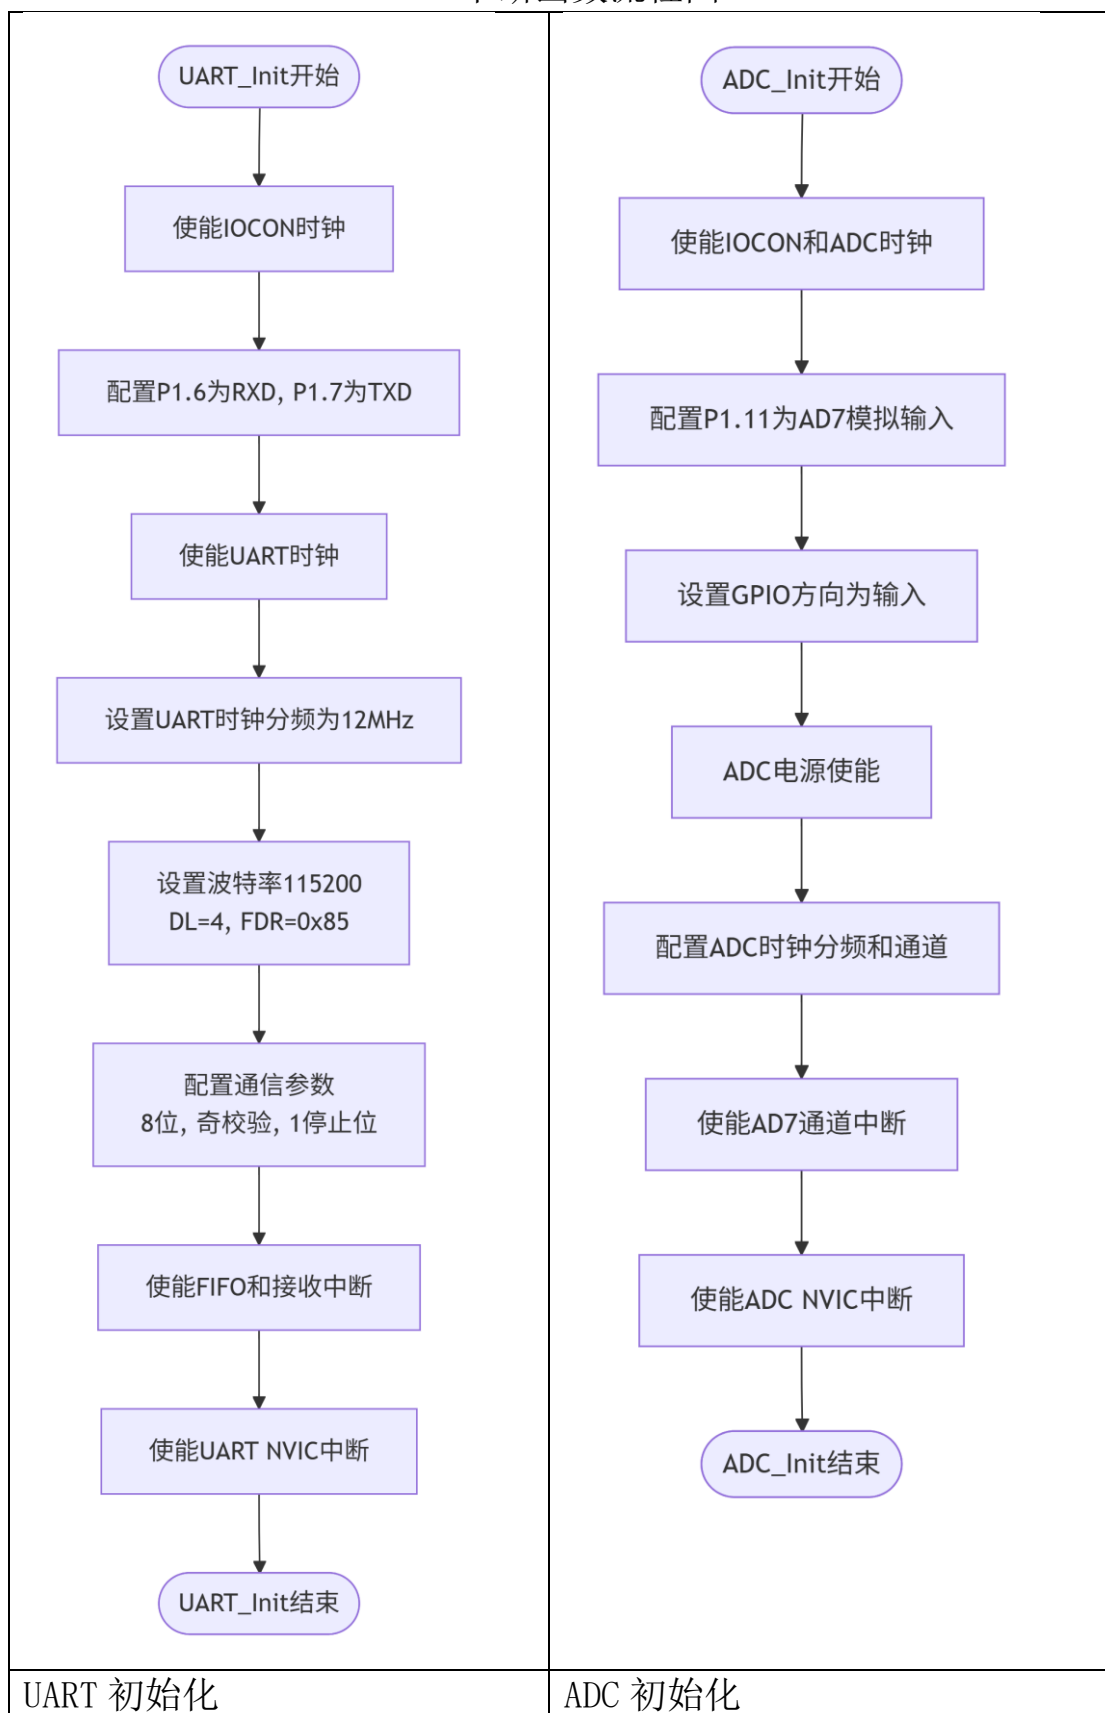 UART_Init开始
使能IOCON时钟
配置P1.6为RXD, P1.7为TXD
使能UART时钟
设置UART时钟分频为12MHz
设置波特率115200
DL=4, FDR=0x85
配置通信参数
8位, 奇校验, 1停止位
使能FIFO和接收中断
使能UART NVIC中断
UART_Init结束
UART 初始化
ADC_Init开始
使能IOCON和ADC时钟
配置P1.11为AD7模拟输入
设置GPIO方向为输入
ADC电源使能
配置ADC时钟分频和通道
使能AD7通道中断
使能ADC NVIC中断
ADC_Init结束
ADC 初始化